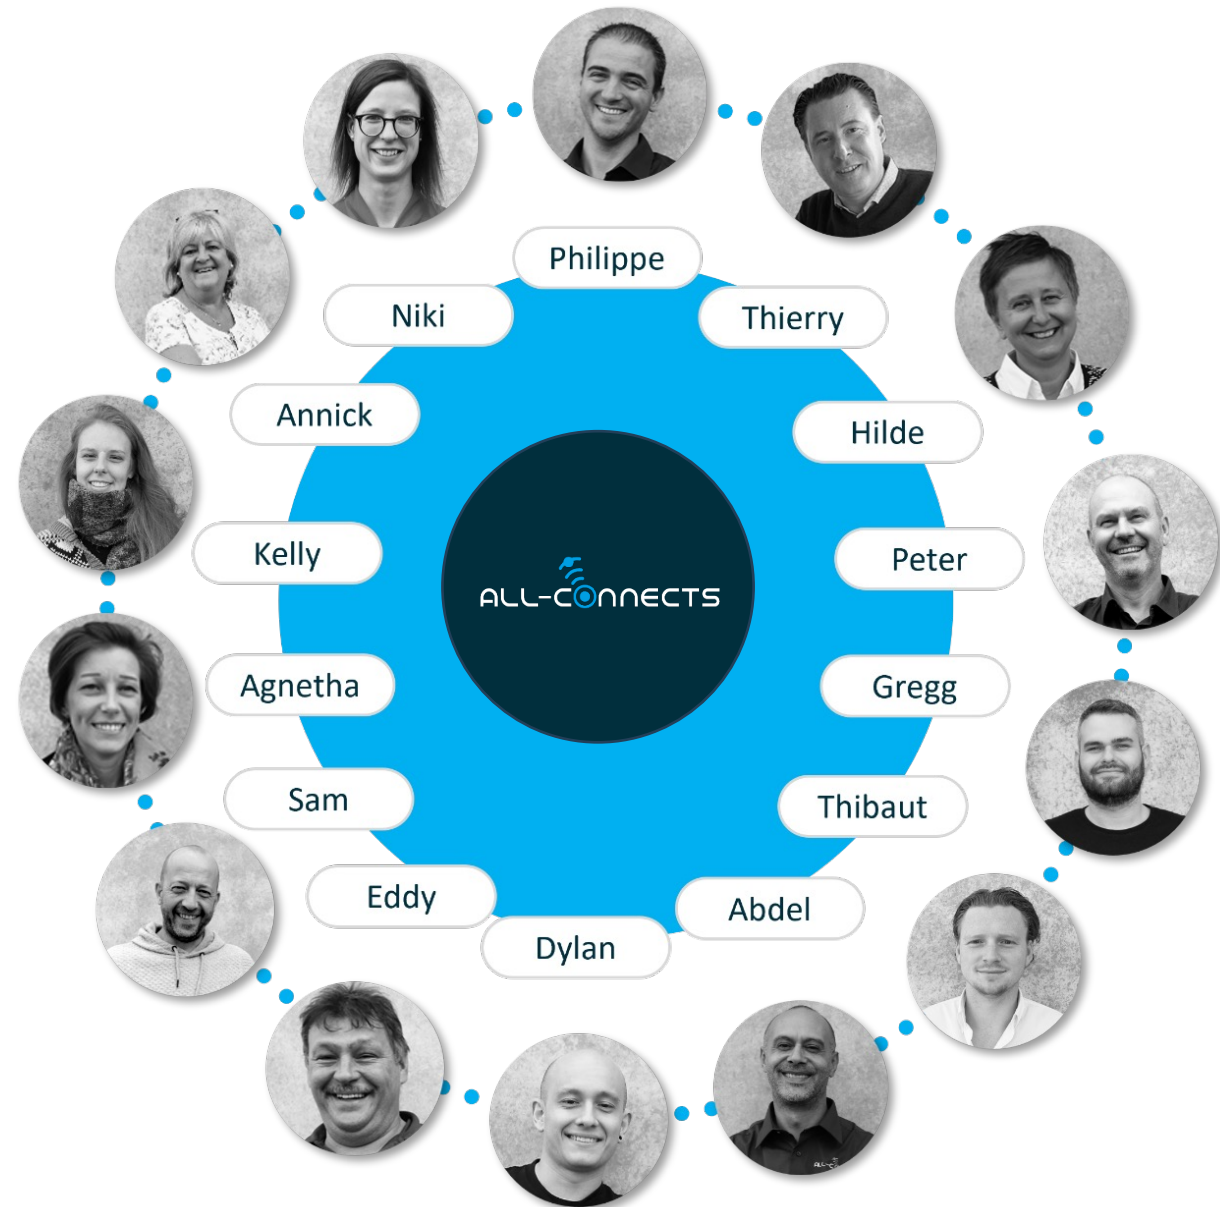 Philippe
Niki
Thierry
Annick
Hilde
Kelly
Peter
ALL-CONNECTS
Agnetha
Gregg
Sam
Thibaut
Eddy
Abdel
Dylan